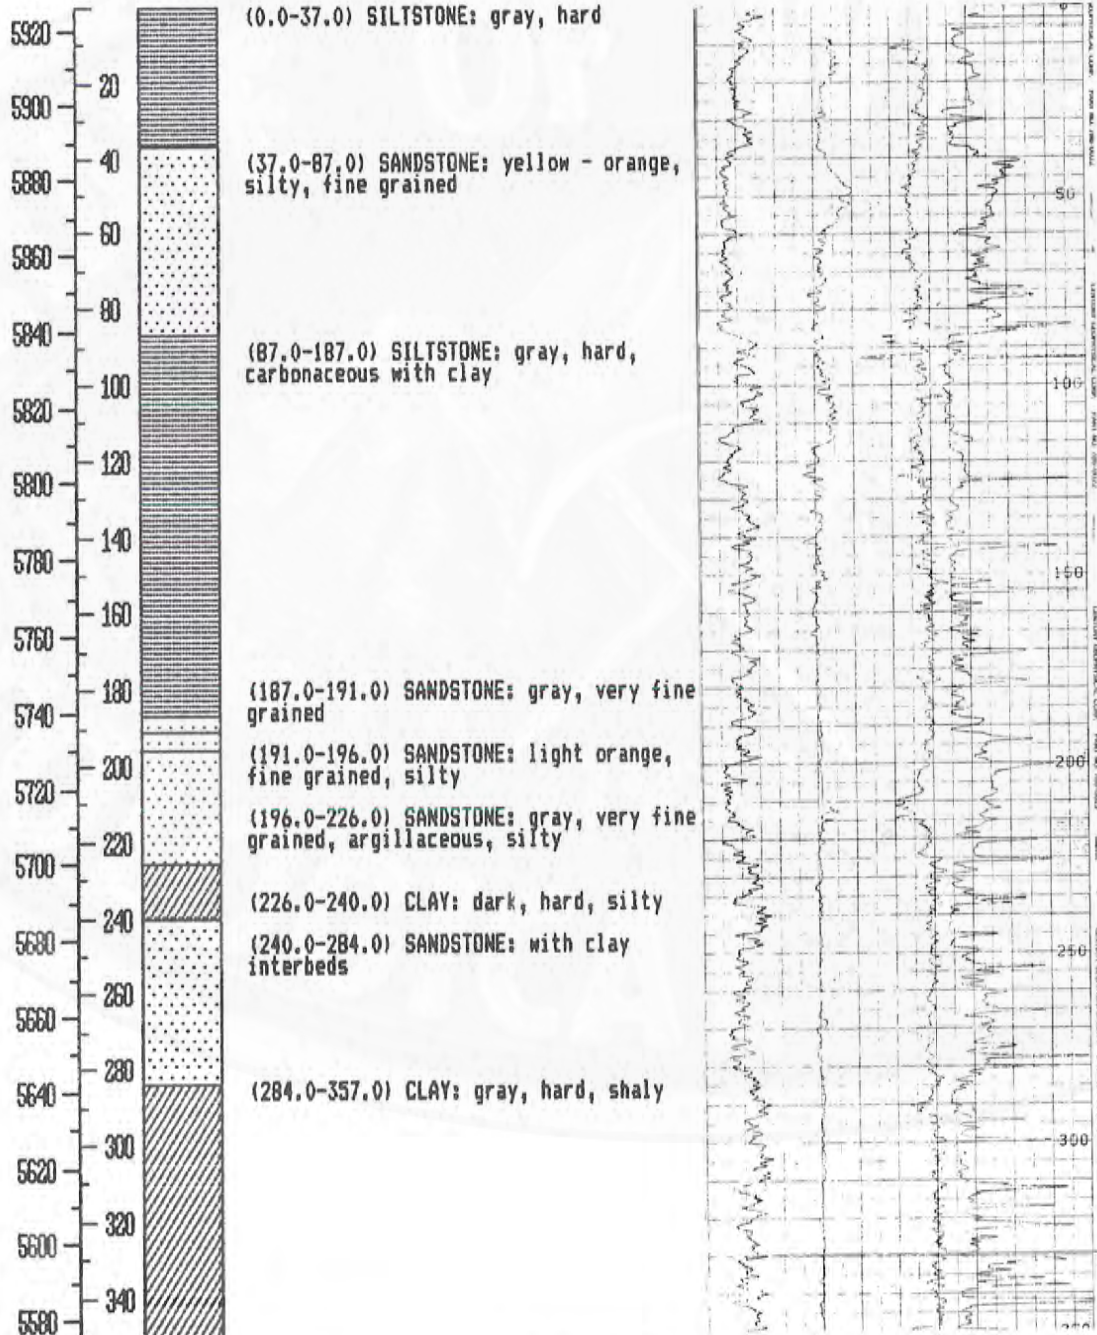 (0.0-37.0) SILTSTONE: gray, hard
5920
20
5900
40
(37.0-87.0) SANDSTONE: yellow - orange,
silty, fine grained
5880
50
60
5860
80
5840
(87.0-187.0) SILTSTONE: gray, hard,
carbonaceous with clay
100
100
5820
120
5800
140
5780
150
160
5760
180
(187.0-191.0) SANDSTONE: gray, very fine
grained
5740
(191.0-196.0) SANDSTONE: light orange,
fine grained, silty
200
200
5720
(196.0-226.0) SANDSTONE: gray, very fine
grained, argillaceous, silty
220
5700
(226.0-240.0) CLAY: dark, hard, silty
240
5680
(240.0-284.0) SANDSTONE: with clay
interbeds
250
260
5660
280
5640
(284.0-357.0) CLAY: gray, hard, shaly
300
300
5620
320
5600
340
5580